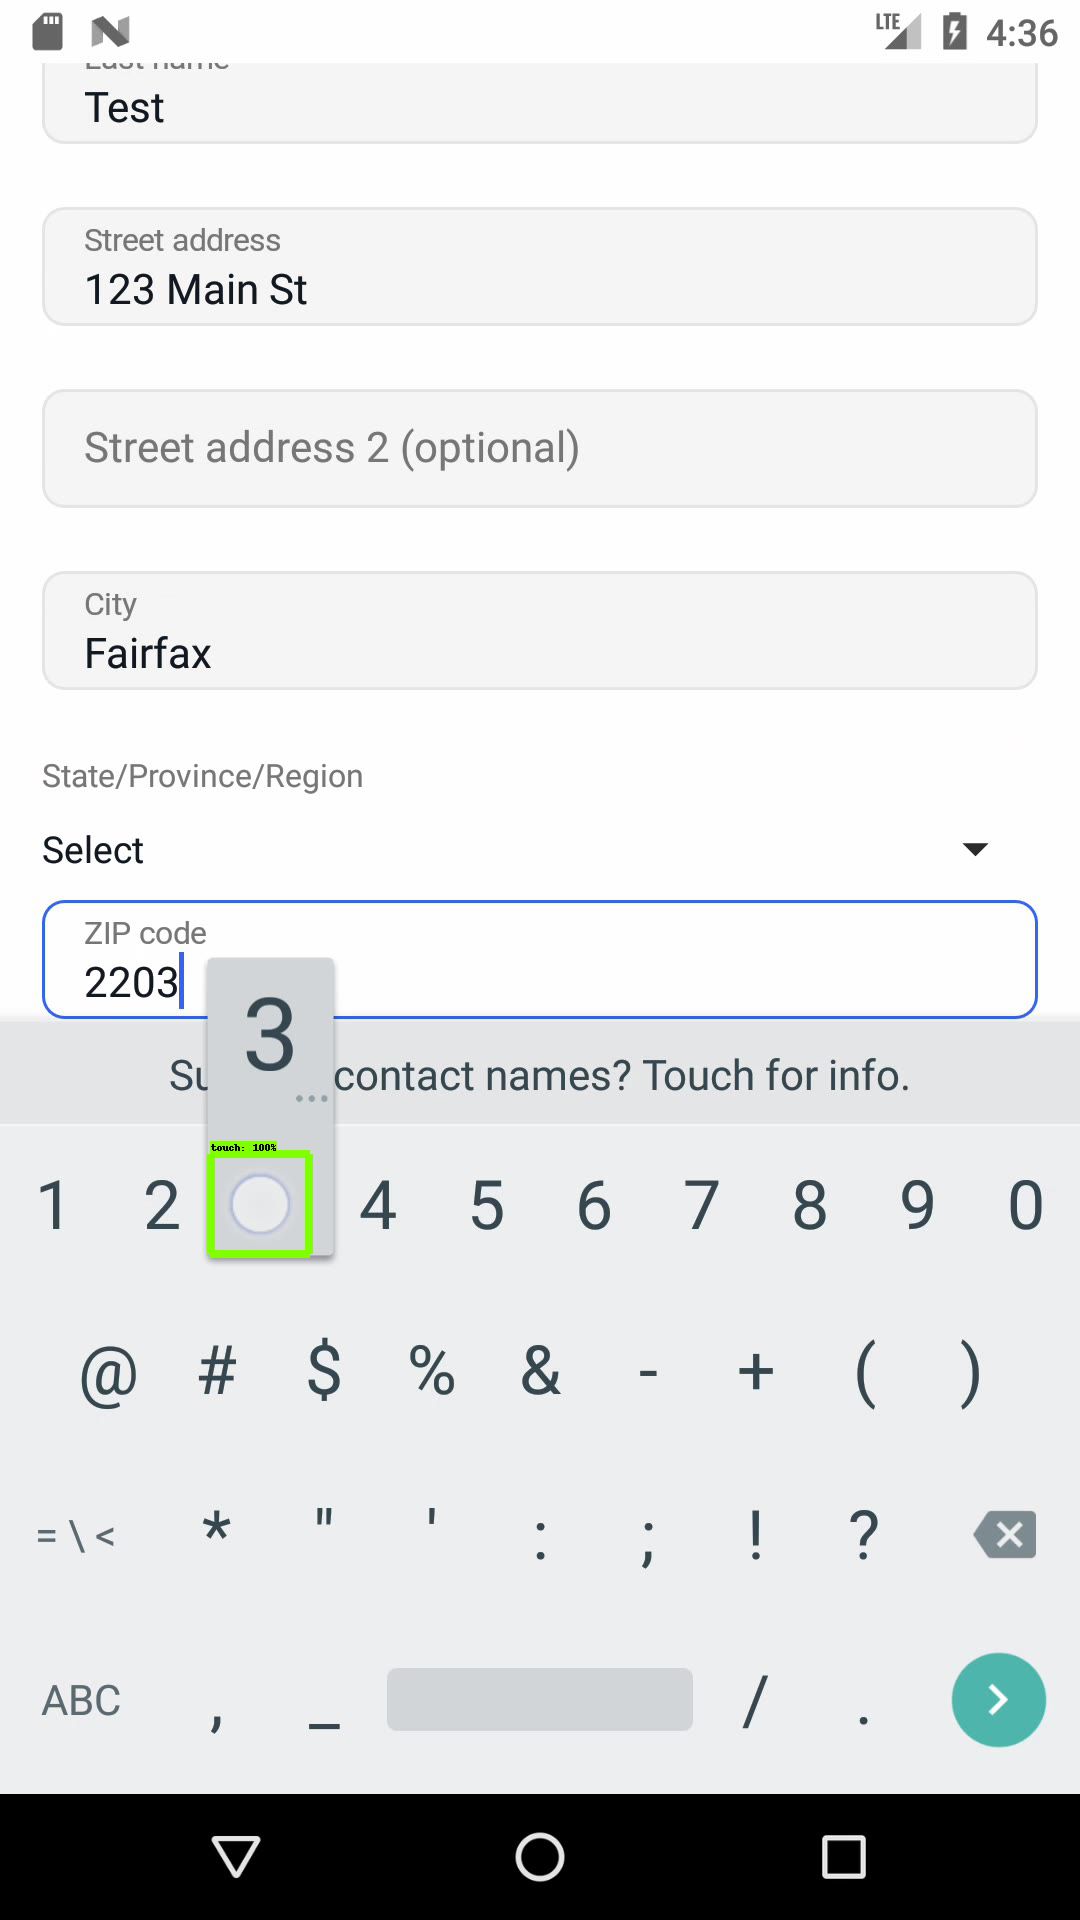 LTE 4:36
Last name
Test
Street address
123 Main St
Street address 2 (optional)
City
Fairfax
State/Province/Region
Select
ZIP code
2203
3
Su contact names? Touch for info.
touch: 100%
1 2 4 5 6 7 8 9 0
@ # $ % & - + ( )
= \ < * " ' : ; ! ?
ABC , _ / .